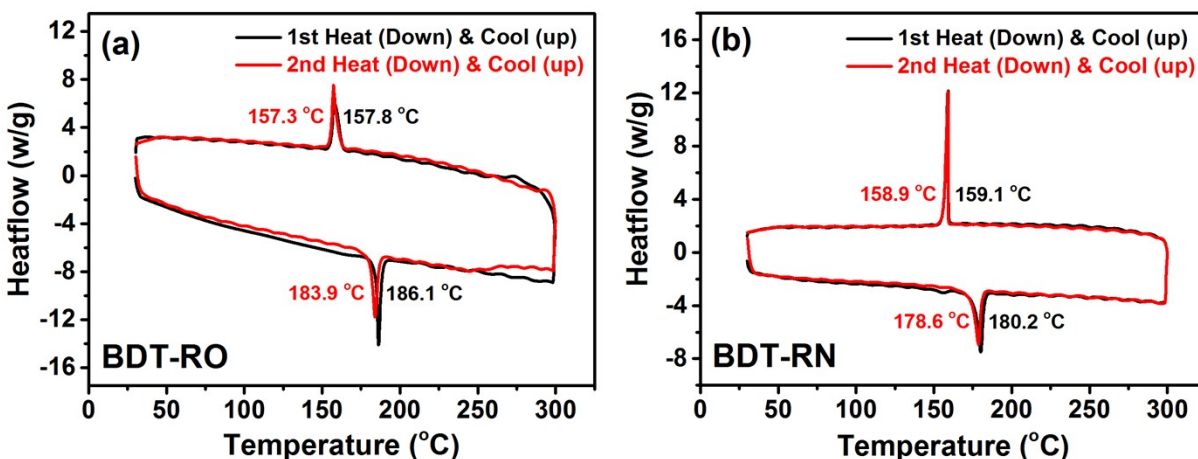 (a)
1st Heat (Down) & Cool (up)
2nd Heat (Down) & Cool (up)
157.3 °C 157.8 °C
183.9 °C 186.1 °C
BDT-RO
12
8
4
0
-4
-8
-12
-16
Heatflow (w/g)
0 50 100 150 200 250 300
Temperature (°C)
(b)
1st Heat (Down) & Cool (up)
2nd Heat (Down) & Cool (up)
158.9 °C 159.1 °C
178.6 °C 180.2 °C
BDT-RN
16
12
8
4
0
-4
-8
Heatflow (w/g)
0 50 100 150 200 250 300
Temperature (°C)